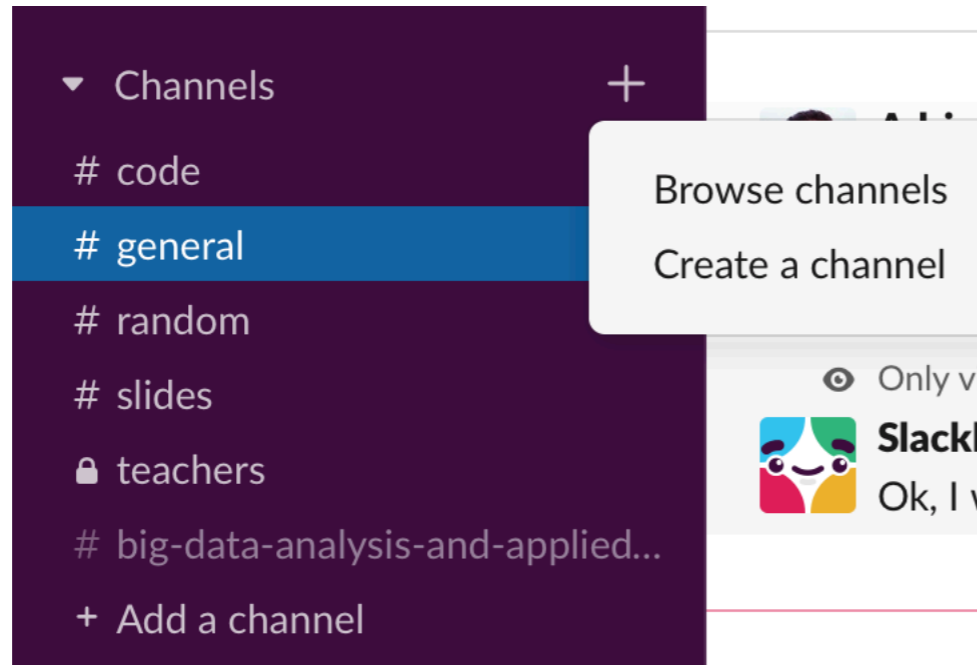 Channels +
# code
# general
# random
# slides
teachers
# big-data-analysis-and-applied...
+ Add a channel
Browse channels
Create a channel
Only v
Slack
Ok, I